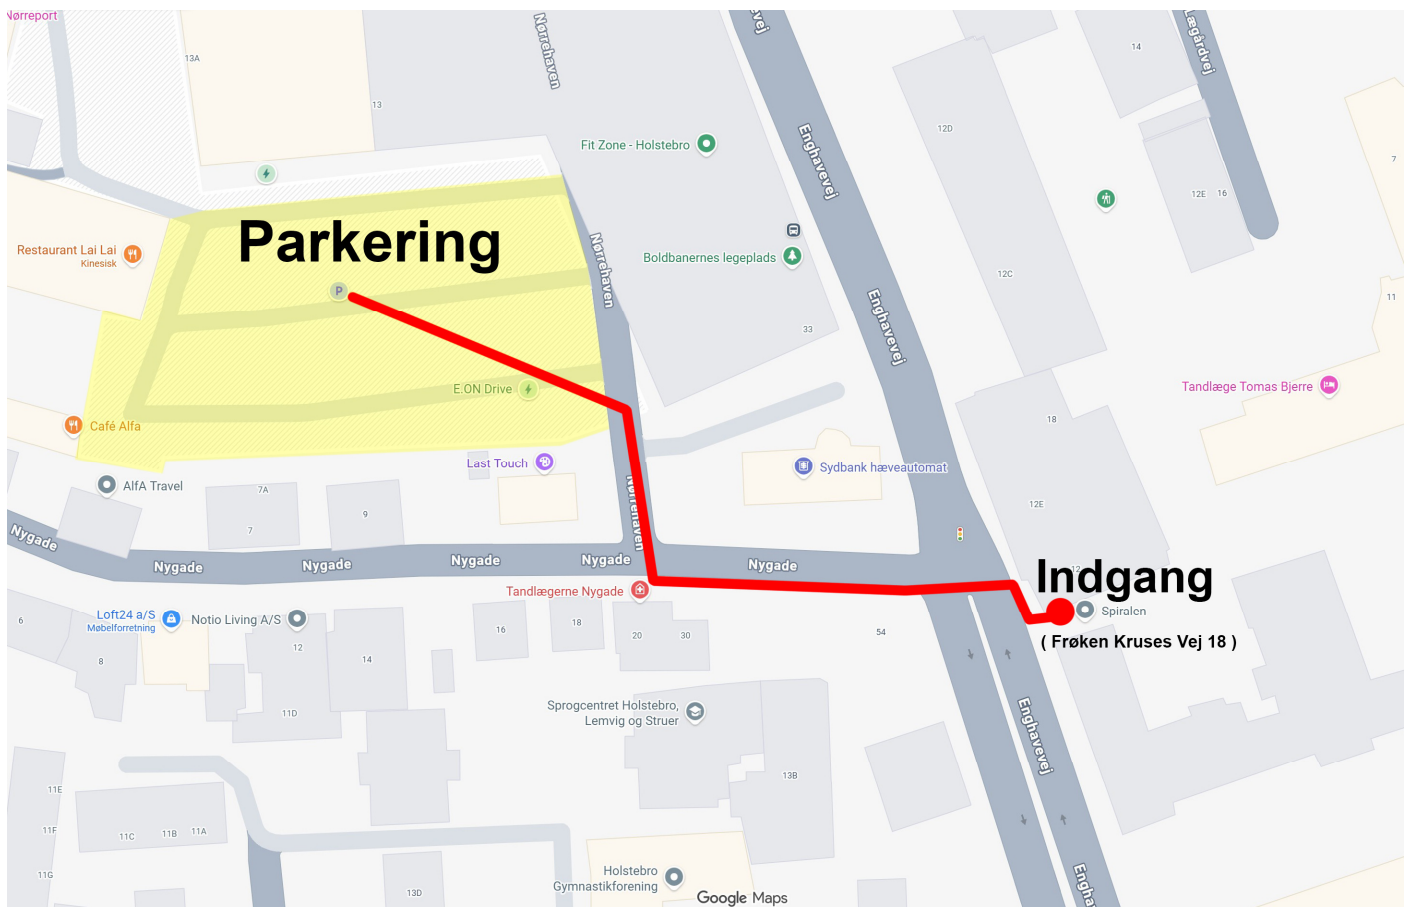 Nørreport
13A
13
Nørrehaven
Enghavevej
Lægårdvej
14
12D
7
Fit Zone - Holstebro
Enghavevej
12E
16
Restaurant Lai Lai
Kinesisk
Parkering
P
Nørrehaven
Boldbanernes legeplads
12C
11
Enghavevej
33
E.ON Drive
Tandlæge Tomas Bjerre
Café Alfa
18
Last Touch
Sydbank hæveautomat
AlfA Travel
7A
7
9
Nørrehaven
12E
Nygade
Nygade
Nygade
Nygade
Nygade
Nygade
Indgang
Tandlægerne Nygade
Spiralen
( Frøken Kruses Vej 18 )
Loft24 a/S
Møbelforretning
Notio Living A/S
6
8
12
14
16
18
20
30
54
11D
Sprogcentret Holstebro,
Lemvig og Struer
Enghavevej
13B
11E
11F
11C
11B
11A
11G
13D
Holstebro
Gymnastikforening
Google Maps
Enghavevej